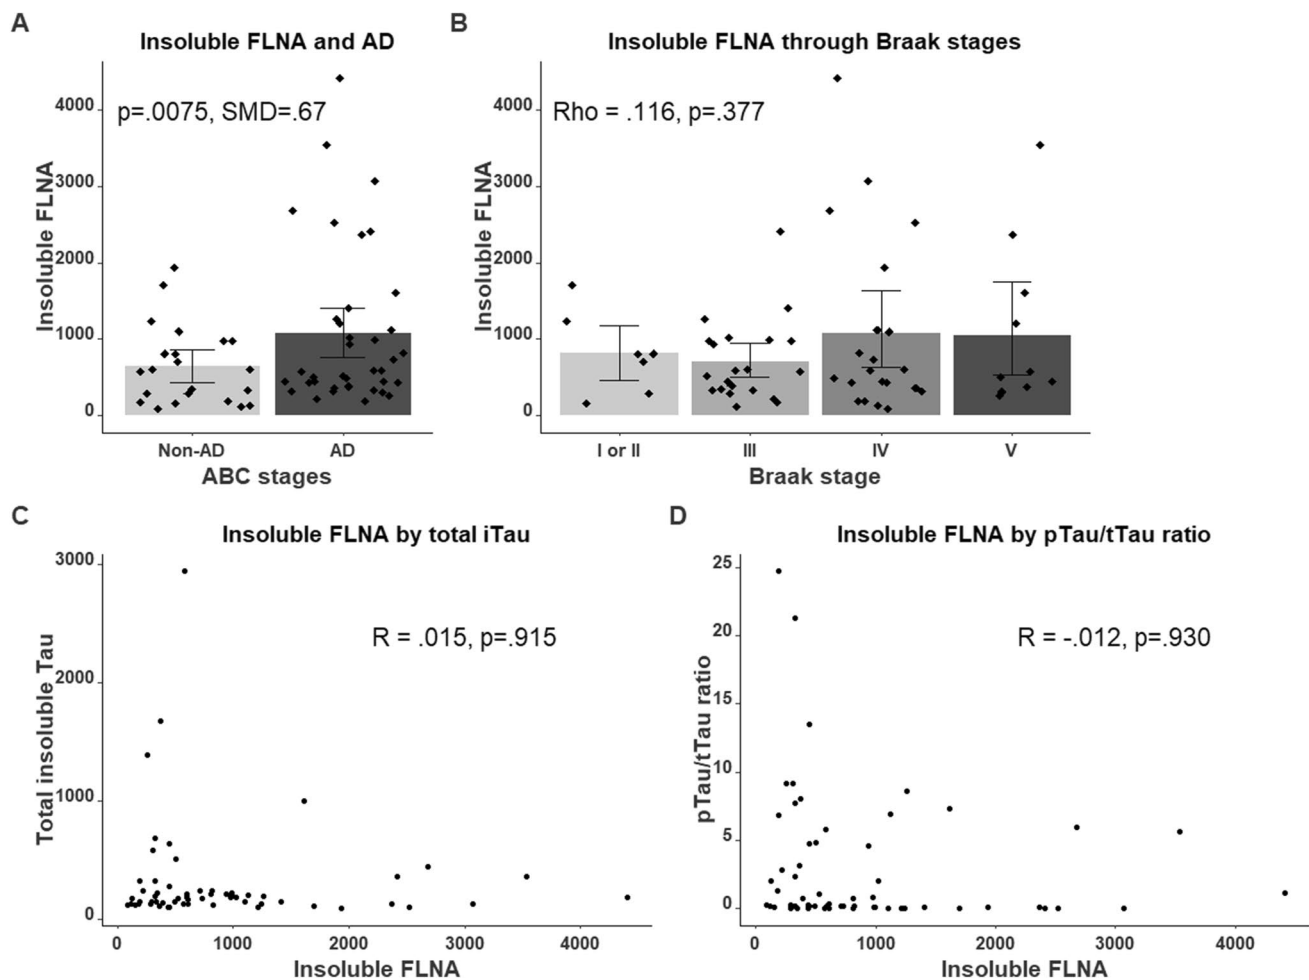 A
Insoluble FLNA and AD
p=.0075, SMD=.67
Insoluble FLNA
4000
3000
2000
1000
0
Non-AD
AD
ABC stages
B
Insoluble FLNA through Braak stages
Rho = .116, p=.377
Insoluble FLNA
4000
3000
2000
1000
0
I or II
III
IV
V
Braak stage
C
Insoluble FLNA by total iTau
R = .015, p=.915
Total insoluble Tau
3000
2000
1000
0
0
1000
2000
3000
4000
Insoluble FLNA
D
Insoluble FLNA by pTau/tTau ratio
R = -.012, p=.930
pTau/tTau ratio
25
20
15
10
5
0
0
1000
2000
3000
4000
Insoluble FLNA